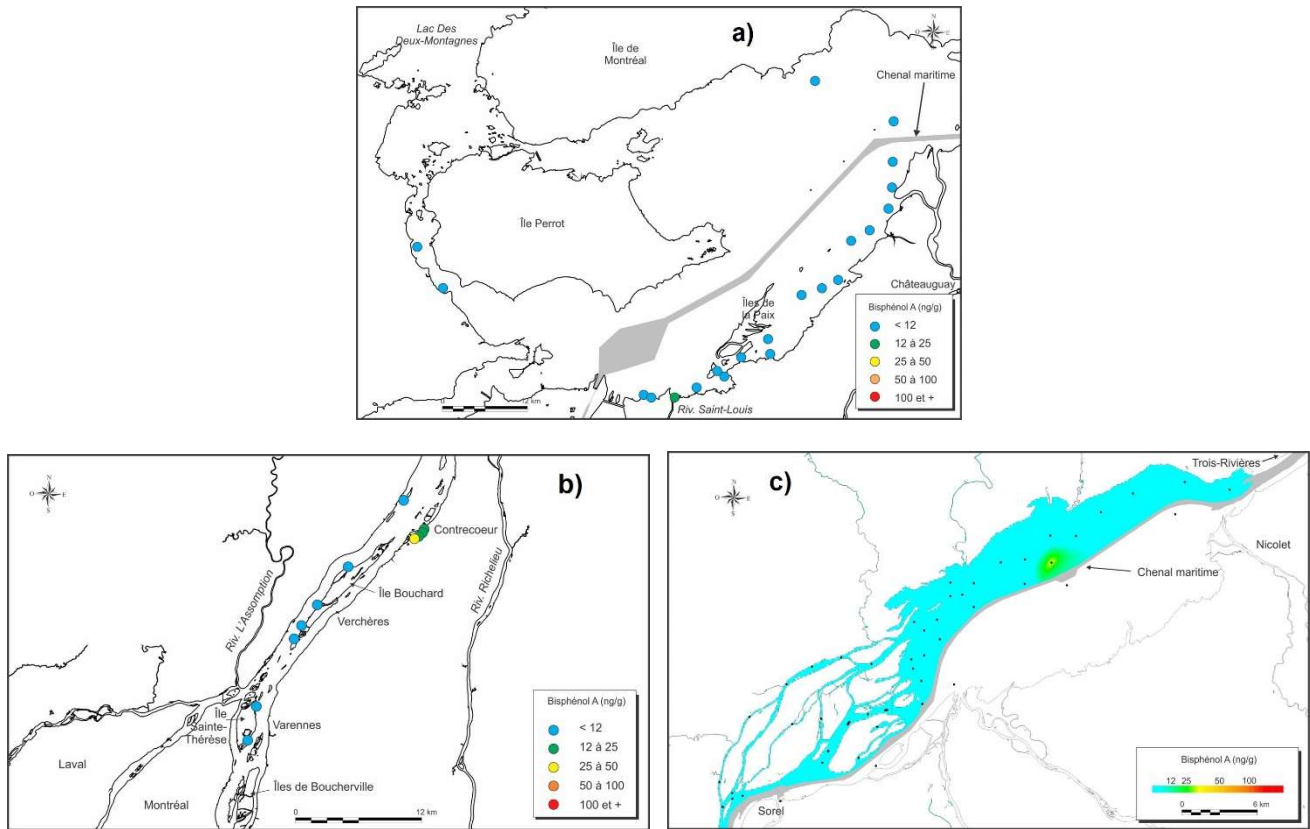 a)
N
O
E
S
Lac Des
Deux-Montagnes
Île de
Montréal
Chenal maritime
Île Perrot
Îles de
la Paix
Châteauguay
Riv. Saint-Louis
0 12 km
Bisphénol A (ng/g)
< 12
12 à 25
25 à 50
50 à 100
100 et +
b)
N
O
E
S
Contrecoeur
Île Bouchard
Riv. L'Assomption
Riv. Richelieu
Verchères
Île
Sainte-
Thérèse
Varennes
Laval
Îles de Boucherville
Montréal
0 12 km
Bisphénol A (ng/g)
< 12
12 à 25
25 à 50
50 à 100
100 et +
c)
N
O
E
S
Trois-Rivières
Nicolet
Chenal maritime
Sorel
Bisphénol A (ng/g)
12 25 50 100
0 6 km